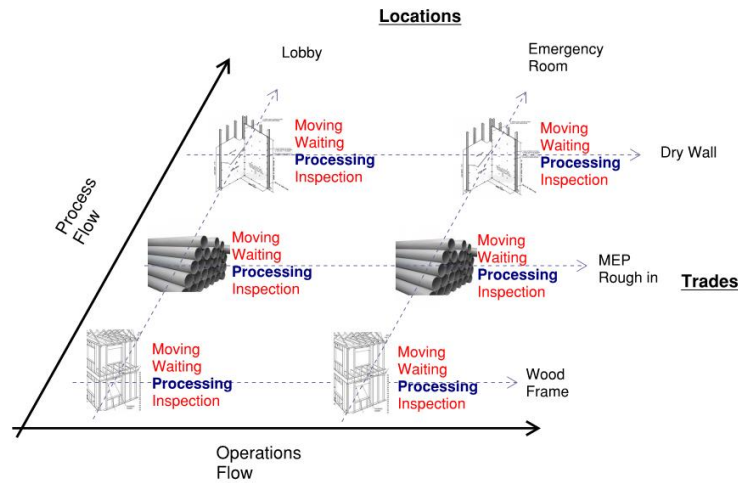 Locations
Lobby
Emergency
Room
Moving
Waiting
Processing
Inspection
Moving
Waiting
Processing
Inspection
Dry Wall
Process
Flow
Moving
Waiting
Processing
Inspection
Moving
Waiting
Processing
Inspection
MEP
Rough in
Trades
Moving
Waiting
Processing
Inspection
Moving
Waiting
Processing
Inspection
Wood
Frame
Operations
Flow